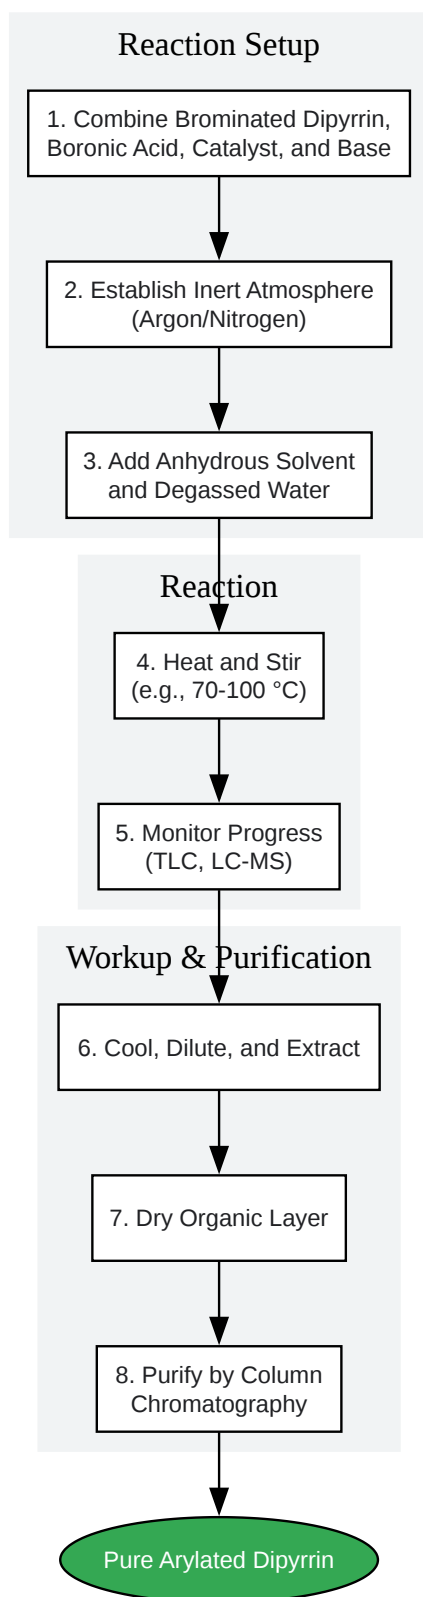 Reaction Setup
1. Combine Brominated Dipyrrin,
Boronic Acid, Catalyst, and Base
2. Establish Inert Atmosphere
(Argon/Nitrogen)
3. Add Anhydrous Solvent
and Degassed Water
Reaction
4. Heat and Stir
(e.g., 70-100 °C)
5. Monitor Progress
(TLC, LC-MS)
Workup & Purification
6. Cool, Dilute, and Extract
7. Dry Organic Layer
8. Purify by Column
Chromatography
Pure Arylated Dipyrrin